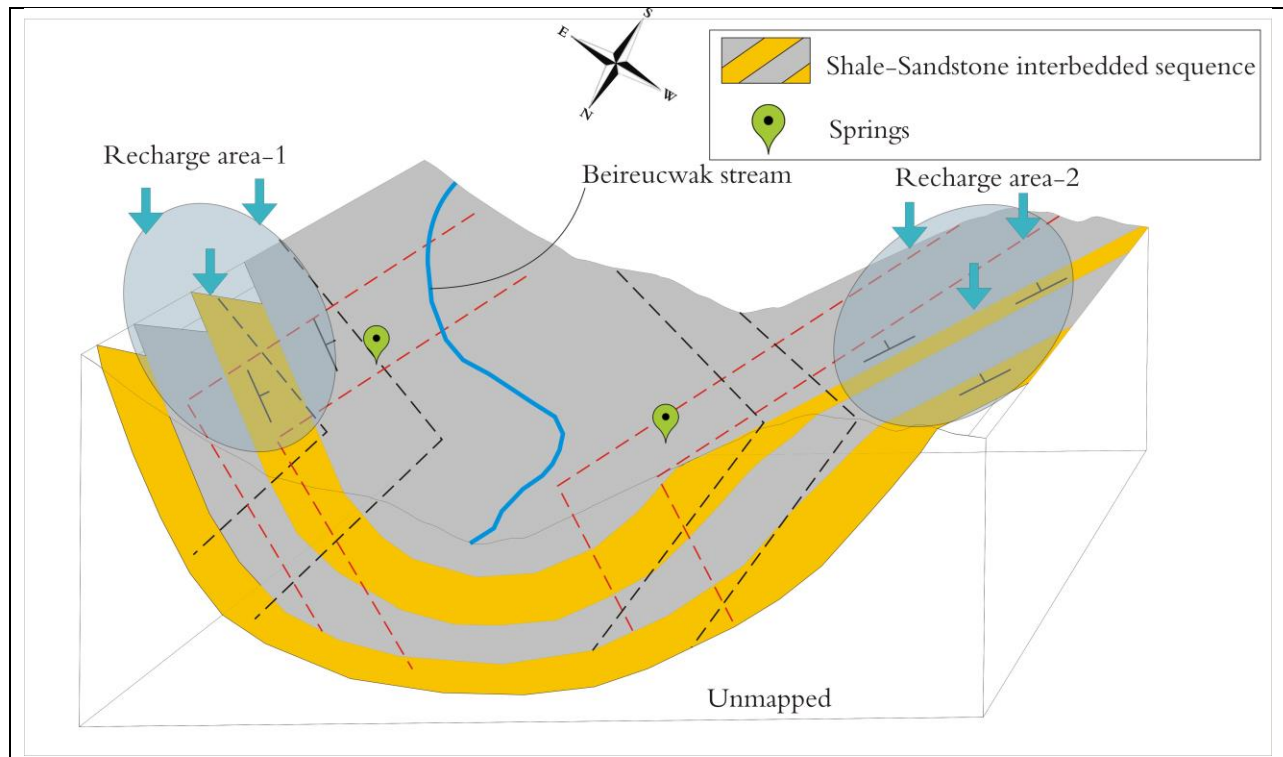 S
E
W
N
Shale-Sandstone interbedded sequence
Springs
Recharge area-1
Beireucwak stream
Recharge area-2
Unmapped